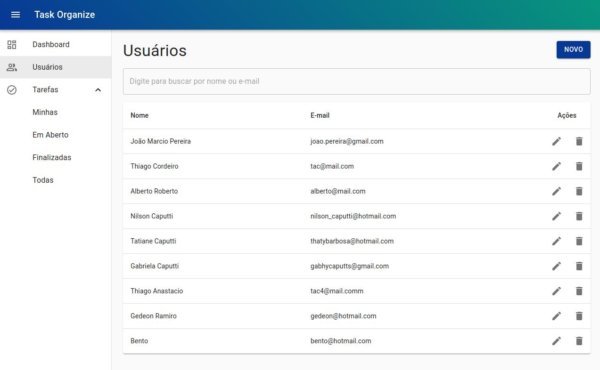 Task Organize
Dashboard
Usuários
Tarefas
Minhas
Em Aberto
Finalizadas
Todas
Usuários
NOVO
Digite para buscar por nome ou e-mail
Nome E-mail Ações
João Marcio Pereira joao.pereira@gmail.com
Thiago Cordeiro tac@mail.com
Alberto Roberto alberto@mail.com
Nilson Caputti nilson_caputti@hotmail.com
Tatiane Caputti thatybarbosa@hotmail.com
Gabriela Caputti gabhycaputts@gmail.com
Thiago Anastacio tac4@mail.comm
Gedeon Ramiro gedeon@hotmail.com
Bento bento@hotmail.com